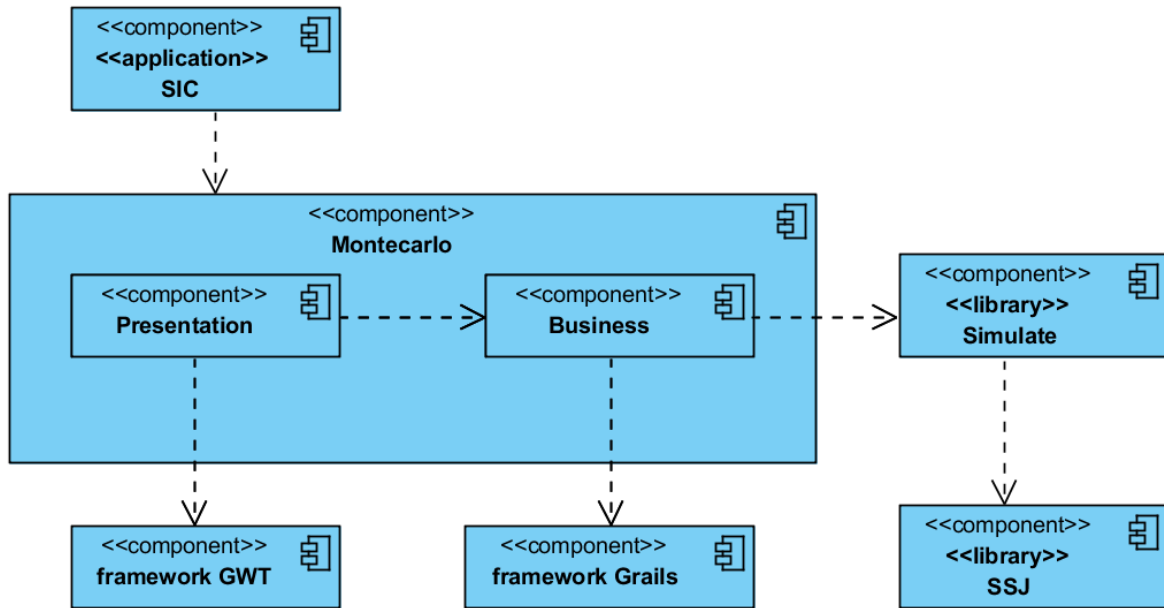 <<component>>
<<application>>
SIC
<<component>>
Montecarlo
<<component>>
Presentation
<<component>>
Business
<<component>>
<<library>>
Simulate
<<component>>
framework GWT
<<component>>
framework Grails
<<component>>
<<library>>
SSJ